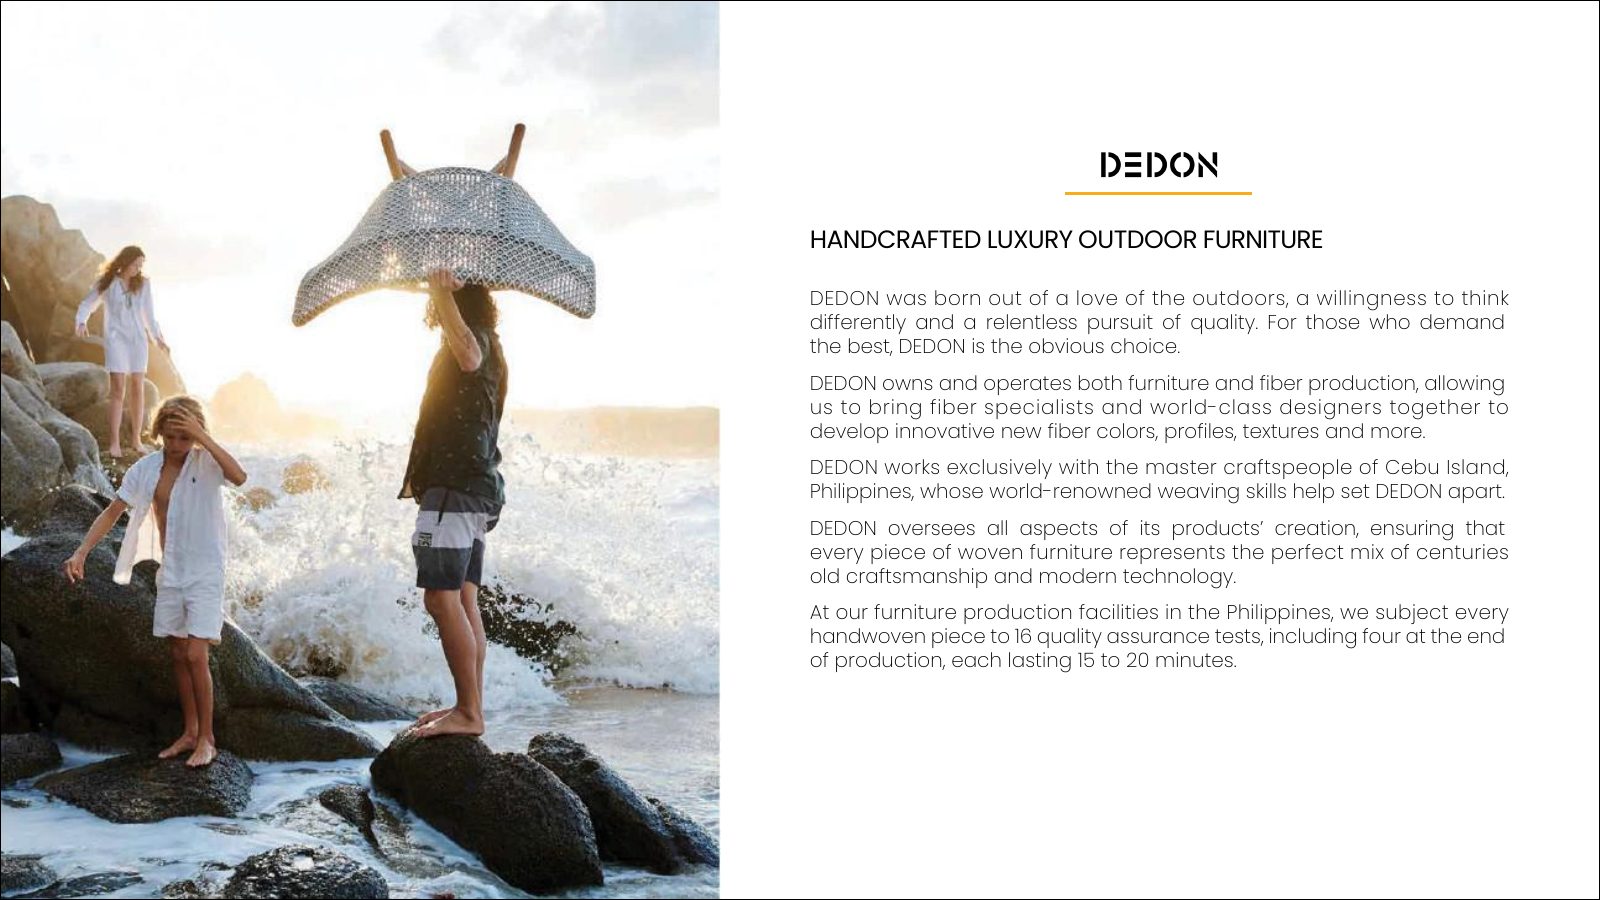 DEDON
HANDCRAFTED LUXURY OUTDOOR FURNITURE
DEDON was born out of a love of the outdoors, a willingness to think
differently and a relentless pursuit of quality. For those who demand
the best, DEDON is the obvious choice.
DEDON owns and operates both furniture and fiber production, allowing
us to bring fiber specialists and world-class designers together to
develop innovative new fiber colors, profiles, textures and more.
DEDON works exclusively with the master craftspeople of Cebu Island,
Philippines, whose world-renowned weaving skills help set DEDON apart.
DEDON oversees all aspects of its products’ creation, ensuring that
every piece of woven furniture represents the perfect mix of centuries
old craftsmanship and modern technology.
At our furniture production facilities in the Philippines, we subject every
handwoven piece to 16 quality assurance tests, including four at the end
of production, each lasting 15 to 20 minutes.